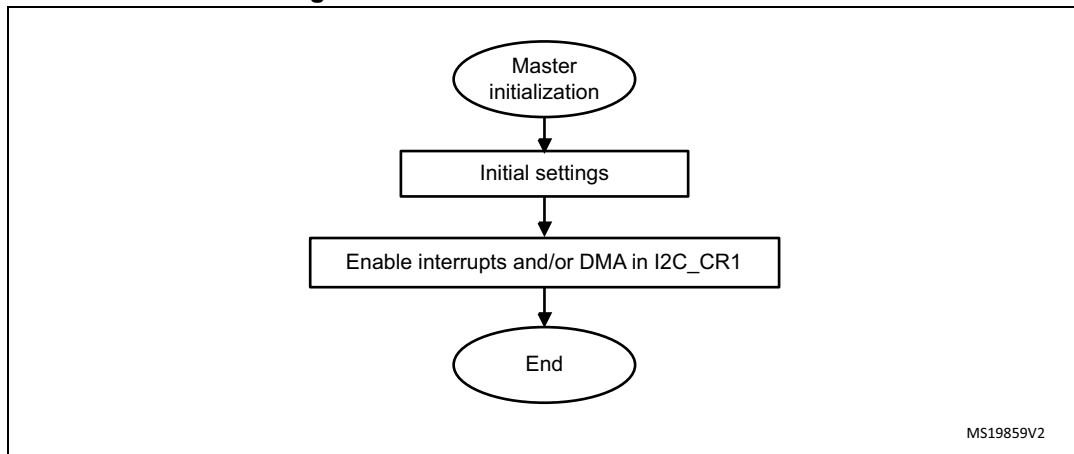 Master
initialization
Initial settings
Enable interrupts and/or DMA in I2C_CR1
End
MS19859V2